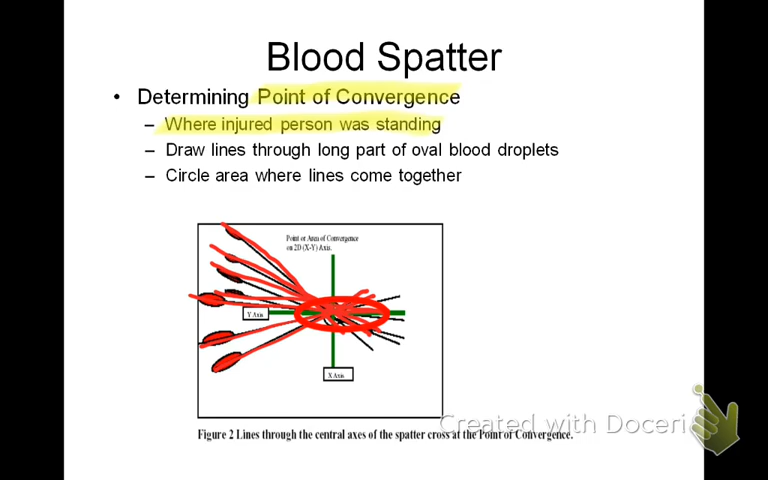 Blood Spatter
• Determining Point of Convergence
– Where injured person was standing
– Draw lines through long part of oval blood droplets
– Circle area where lines come together
Point or Area of Convergence
on 2D (X-Y) Axis.
Y Axis
X Axis
Created with Doceri
Figure 2 Lines through the central axes of the spatter cross at the Point of Convergence.